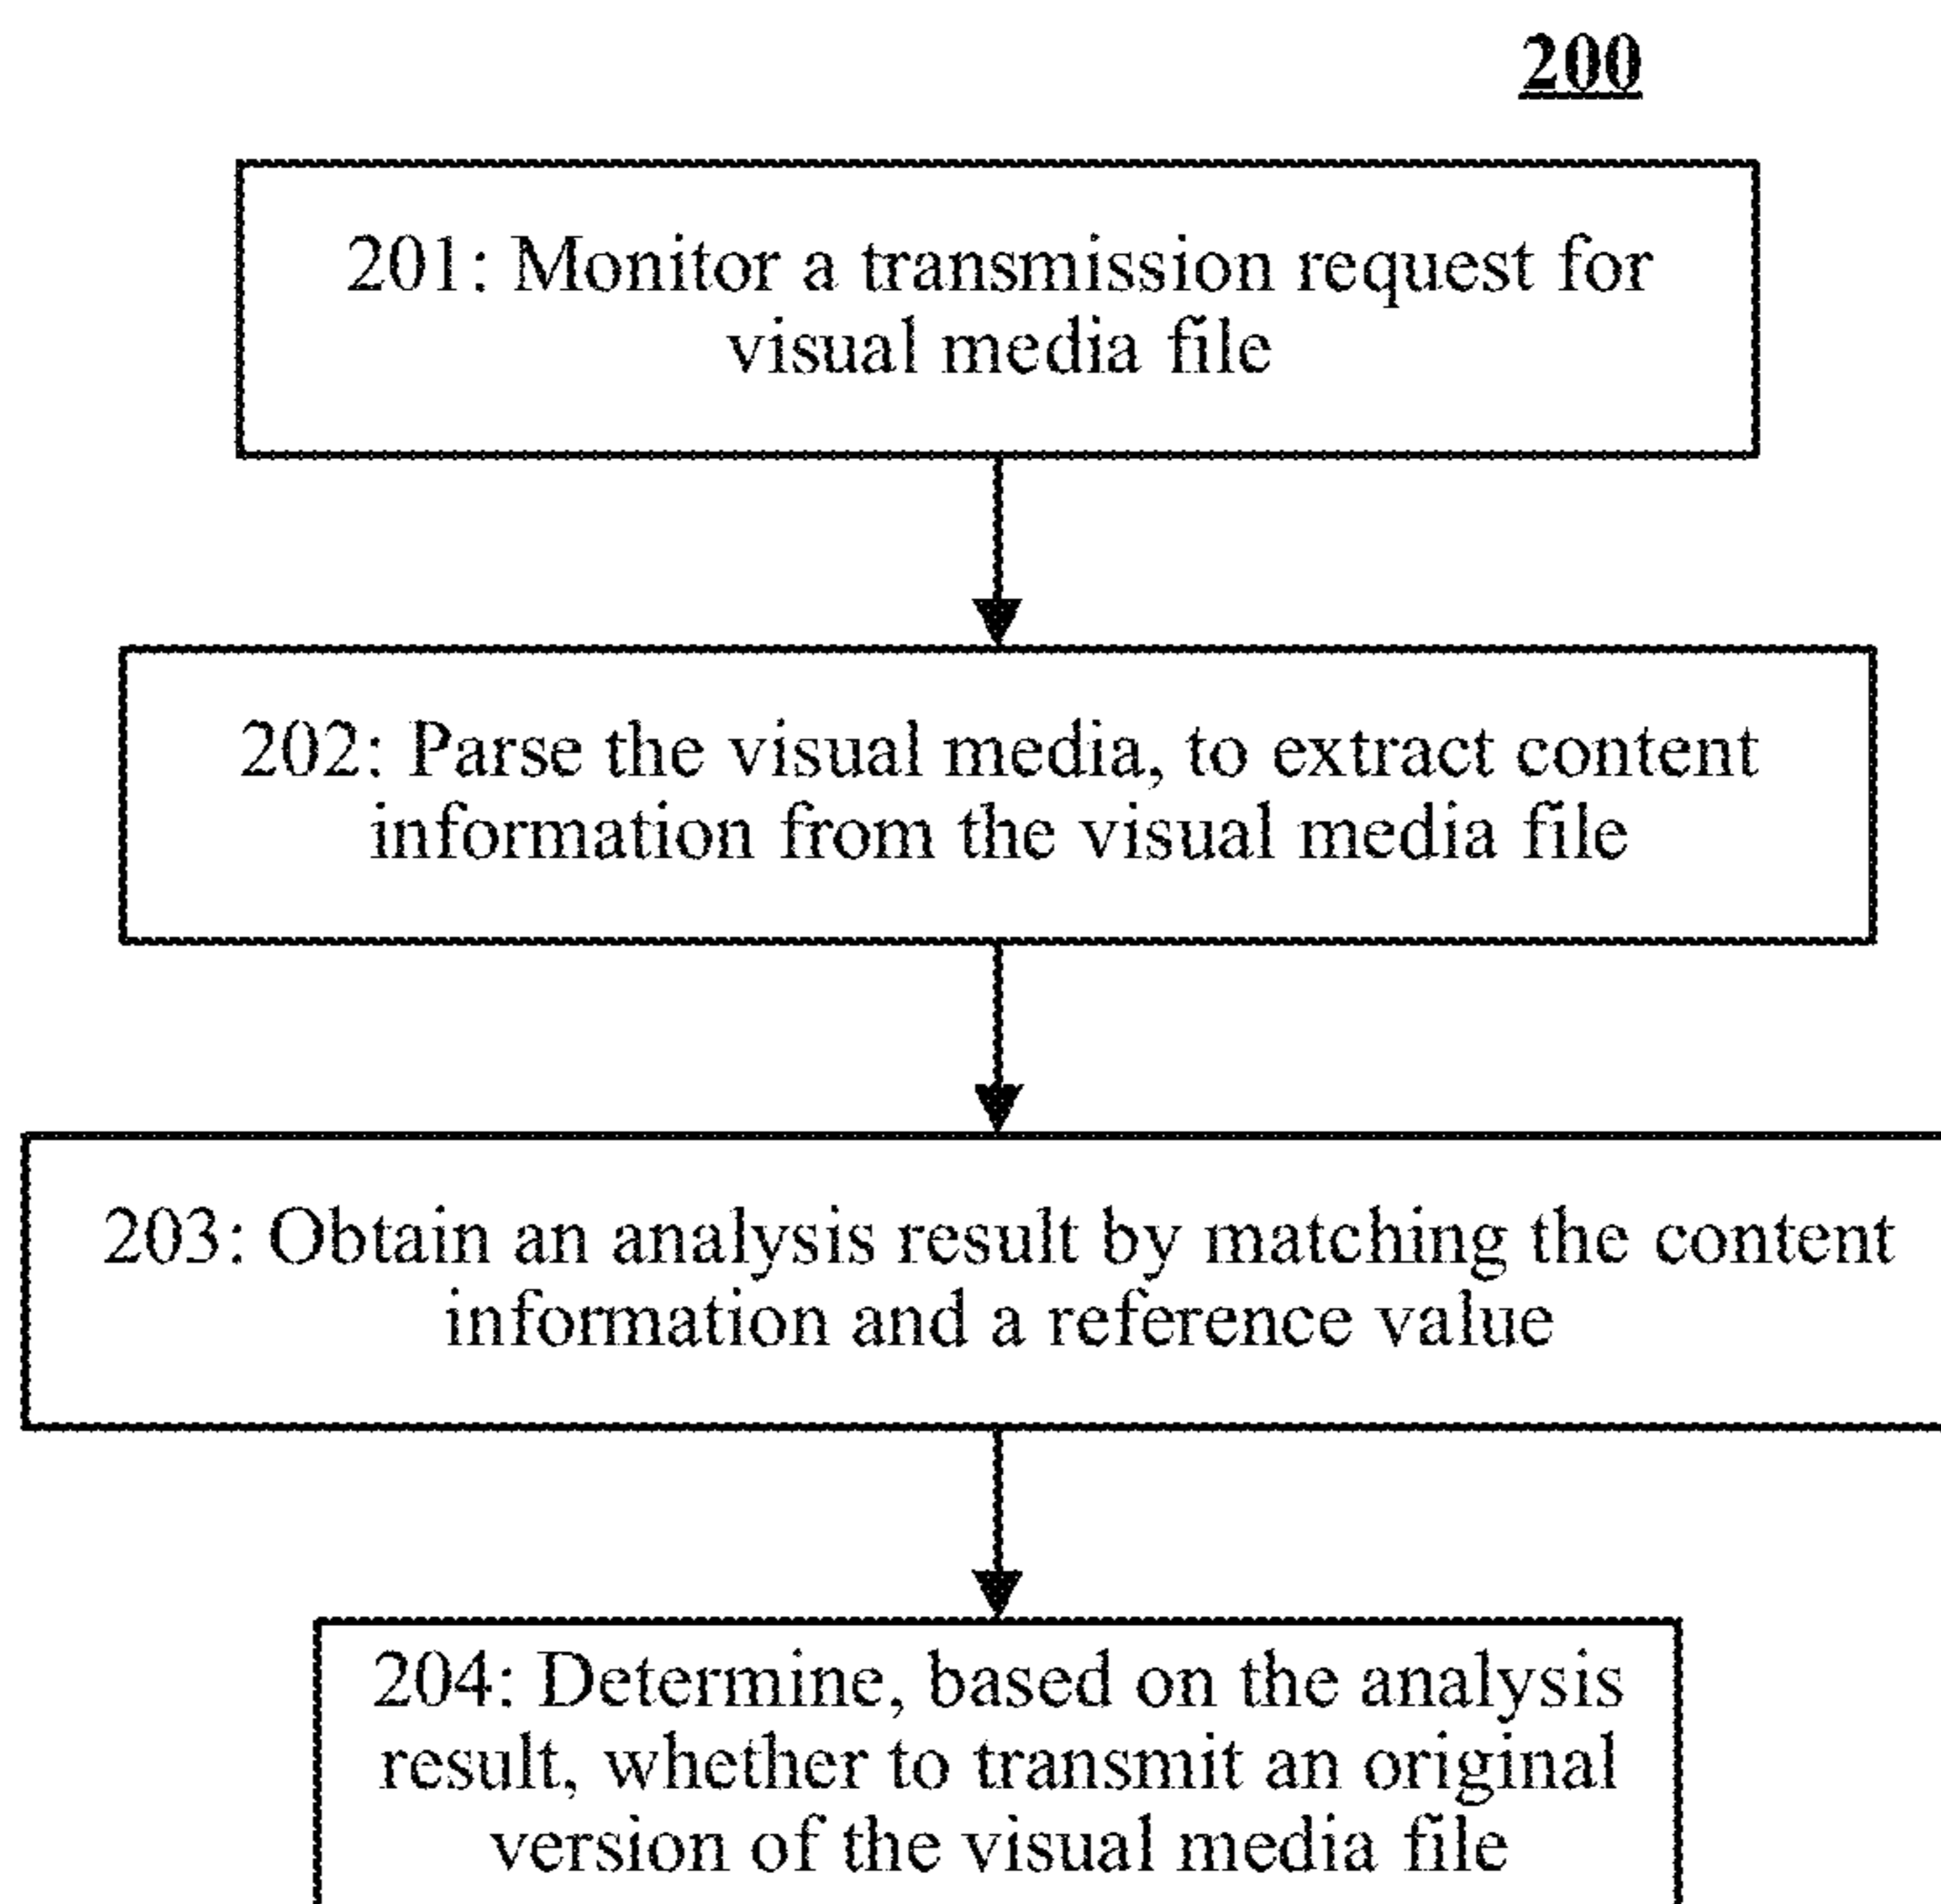 200
201: Monitor a transmission request for
visual media file
202: Parse the visual media, to extract content
information from the visual media file
203: Obtain an analysis result by matching the content
information and a reference value
204: Determine, based on the analysis
result, whether to transmit an original
version of the visual media file